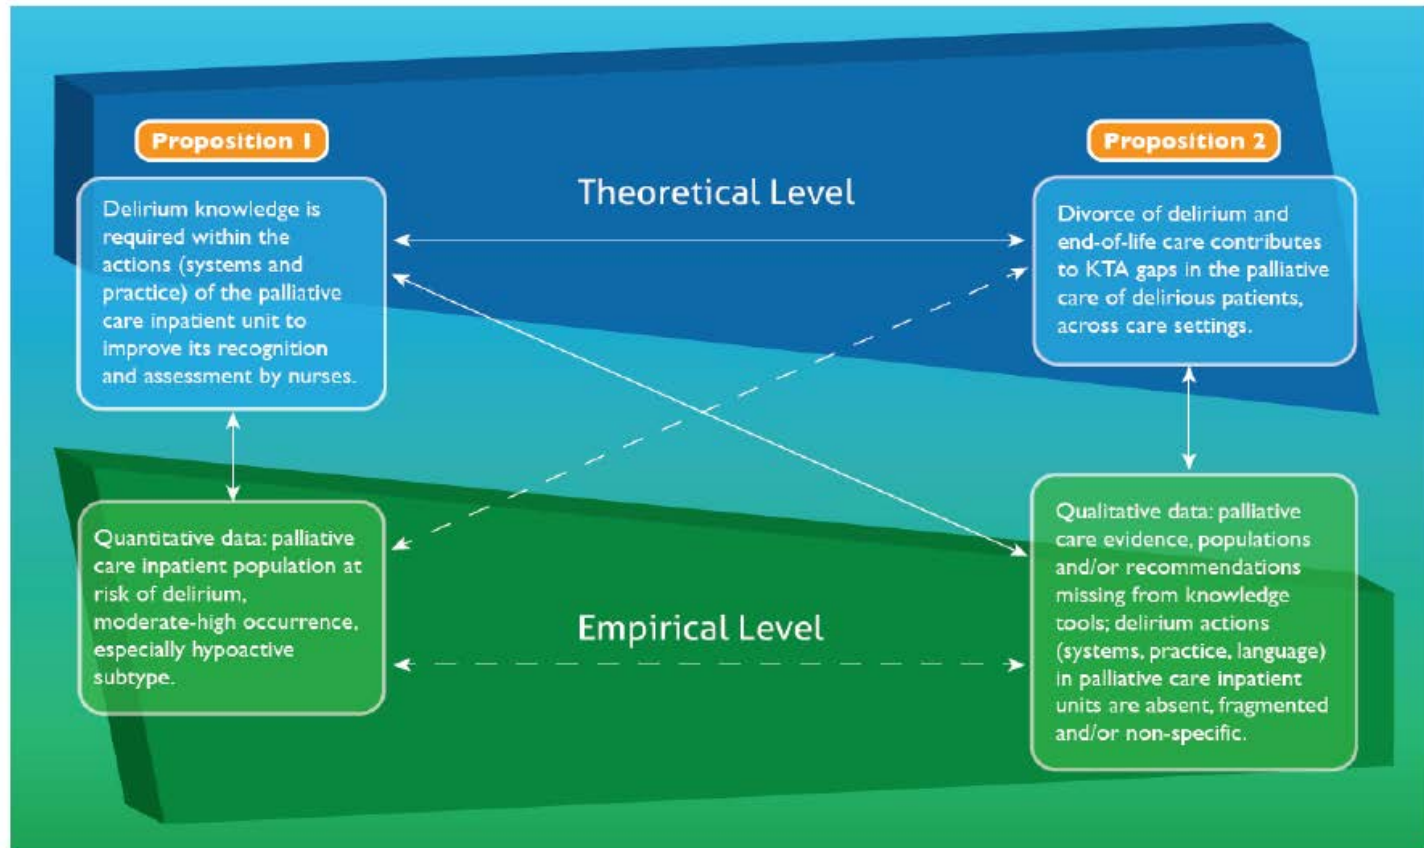 Proposition 1
Delirium knowledge is
required within the
actions (systems and
practice) of the palliative
care inpatient unit to
improve its recognition
and assessment by nurses.
Theoretical Level
Proposition 2
Divorce of delirium and
end-of-life care contributes
to KTA gaps in the palliative
care of delirious patients,
across care settings.
Quantitative data: palliative
care inpatient population at
risk of delirium,
moderate-high occurrence,
especially hypoactive
subtype.
Empirical Level
Qualitative data: palliative
care evidence, populations
and/or recommendations
missing from knowledge
tools; delirium actions
(systems, practice, language)
in palliative care inpatient
units are absent, fragmented
and/or non-specific.